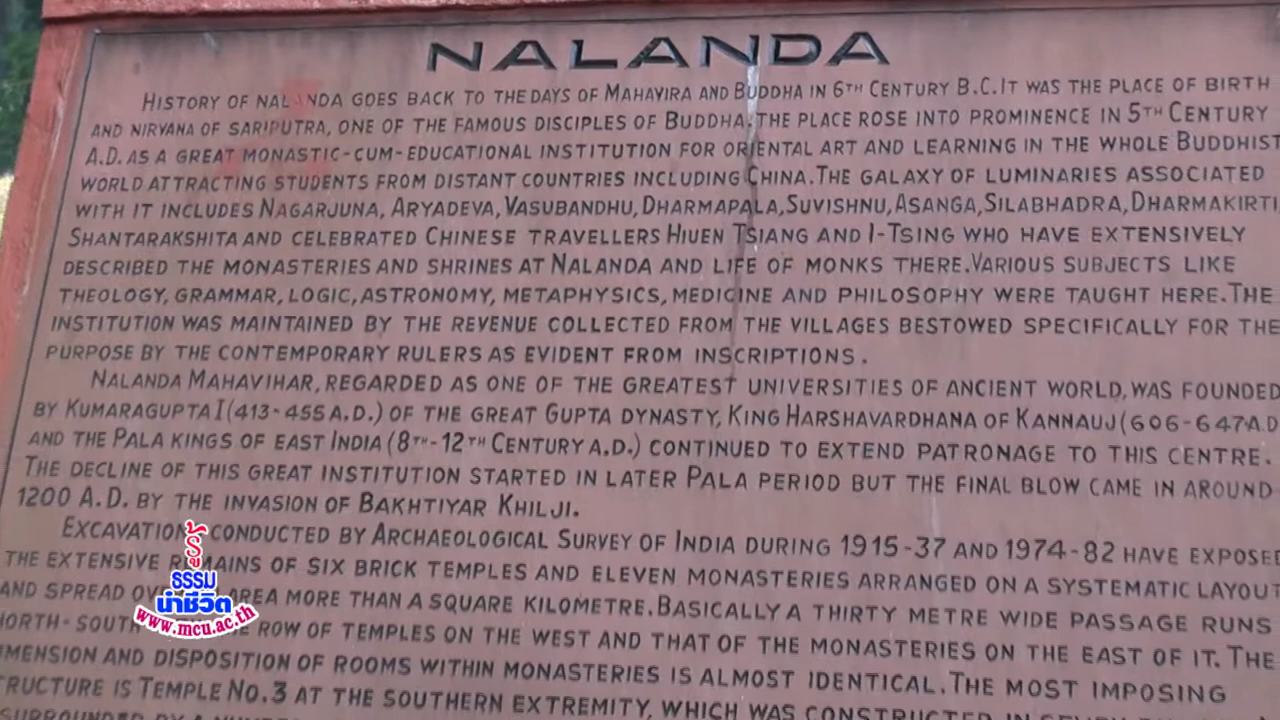 NALANDA
HISTORY OF NALANDA GOES BACK TO THE DAYS OF MAHAVIRA AND BUDDHA IN 6TH CENTURY B.C. IT WAS THE PLACE OF BIRTH
AND NIRVANA OF SARIPUTRA, ONE OF THE FAMOUS DISCIPLES OF BUDDHA. THE PLACE ROSE INTO PROMINENCE IN 5TH CENTURY
A.D. AS A GREAT MONASTIC-CUM-EDUCATIONAL INSTITUTION FOR ORIENTAL ART AND LEARNING IN THE WHOLE BUDDHIST
WORLD ATTRACTING STUDENTS FROM DISTANT COUNTRIES INCLUDING CHINA. THE GALAXY OF LUMINARIES ASSOCIATED
WITH IT INCLUDES NAGARJUNA, ARYADEVA, VASUBANDHU, DHARMAPALA, SUVISHNU, ASANGA, SILABHADRA, DHARMAKIRTI
SHANTARAKSHITA AND CELEBRATED CHINESE TRAVELLERS HIUEN TSIANG AND I-TSING WHO HAVE EXTENSIVELY
DESCRIBED THE MONASTERIES AND SHRINES AT NALANDA AND LIFE OF MONKS THERE. VARIOUS SUBJECTS LIKE
THEOLOGY, GRAMMAR, LOGIC, ASTRONOMY, METAPHYSICS, MEDICINE AND PHILOSOPHY WERE TAUGHT HERE. THE
INSTITUTION WAS MAINTAINED BY THE REVENUE COLLECTED FROM THE VILLAGES BESTOWED SPECIFICALLY FOR THE
PURPOSE BY THE CONTEMPORARY RULERS AS EVIDENT FROM INSCRIPTIONS.
NALANDA MAHAVIHAR, REGARDED AS ONE OF THE GREATEST UNIVERSITIES OF ANCIENT WORLD, WAS FOUNDED
BY KUMARAGUPTA I (413-455 A.D.) OF THE GREAT GUPTA DYNASTY, KING HARSHAVARDHANA OF KANNAUJ (606-647 A.D
AND THE PALA KINGS OF EAST INDIA (8TH-12TH CENTURY A.D.) CONTINUED TO EXTEND PATRONAGE TO THIS CENTRE.
THE DECLINE OF THIS GREAT INSTITUTION STARTED IN LATER PALA PERIOD BUT THE FINAL BLOW CAME IN AROUND
1200 A.D. BY THE INVASION OF BAKHTIYAR KHILJI.
EXCAVATION CONDUCTED BY ARCHAEOLOGICAL SURVEY OF INDIA DURING 1915-37 AND 1974-82 HAVE EXPOSED
THE EXTENSIVE REMAINS OF SIX BRICK TEMPLES AND ELEVEN MONASTERIES ARRANGED ON A SYSTEMATIC LAYOUT
AND SPREAD AREA MORE THAN A SQUARE KILOMETRE. BASICALLY A THIRTY METRE WIDE PASSAGE RUNS
NORTH-SOUTH ROW OF TEMPLES ON THE WEST AND THAT OF THE MONASTERIES ON THE EAST OF IT. THE
IMENSION AND DISPOSITION OF ROOMS WITHIN MONASTERIES IS ALMOST IDENTICAL. THE MOST IMPOSING
RUCTURE IS TEMPLE NO.3 AT THE SOUTHERN EXTREMITY, WHICH WAS CONSTRUCTED IN SEVEN
รู้
ธรรม
นำชีวิต
www.mcu.ac.th